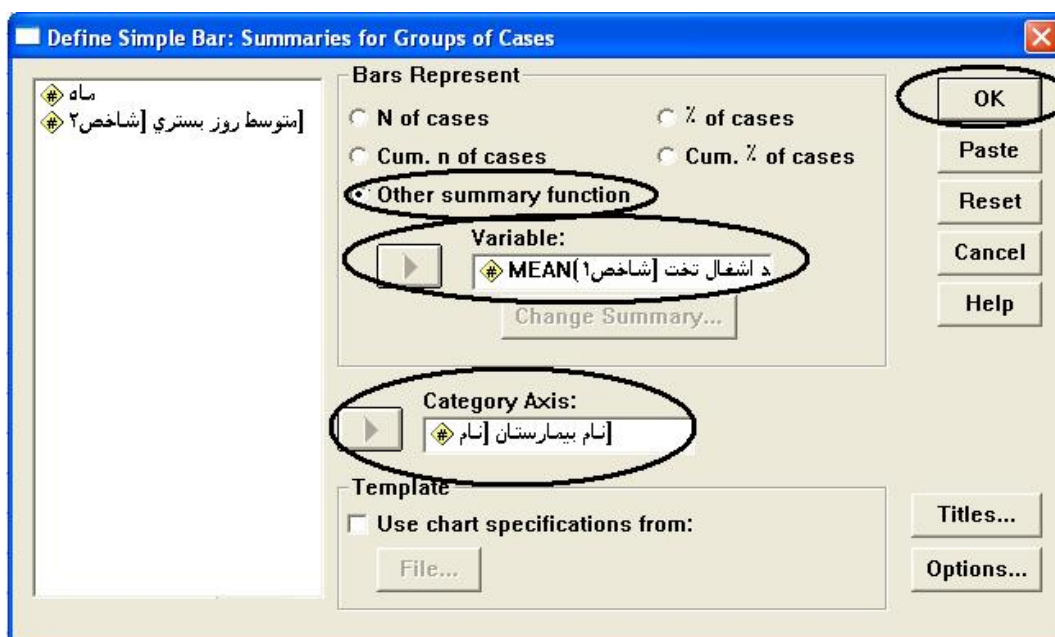 Define Simple Bar: Summaries for Groups of Cases
ماه
[متوسط روز بستري [شاخص۲
Bars Represent
N of cases
% of cases
Cum. n of cases
Cum. % of cases
Other summary function
Variable:
MEAN(د اشغال تخت [شاخص۱
Change Summary...
Category Axis:
[نام بيمارستان [نام
Template
Use chart specifications from:
File...
OK
Paste
Reset
Cancel
Help
Titles...
Options...